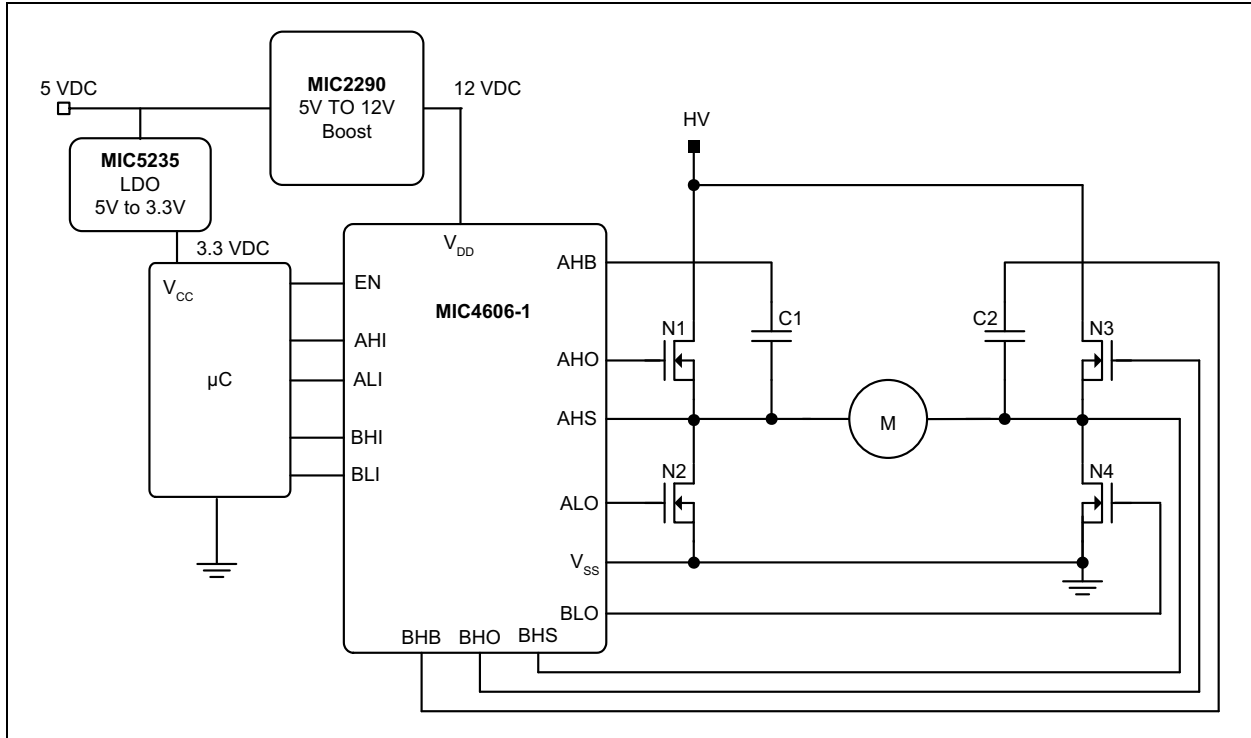 5 VDC
MIC2290
5V TO 12V
Boost
12 VDC
MIC5235
LDO
5V to 3.3V
3.3 VDC
HV
VCC
µC
VDD
MIC4606-1
EN
AHI
ALI
BHI
BLI
AHB
AHO
AHS
ALO
VSS
BLO
BHB
BHO
BHS
N1
C1
C2
N3
M
N2
N4